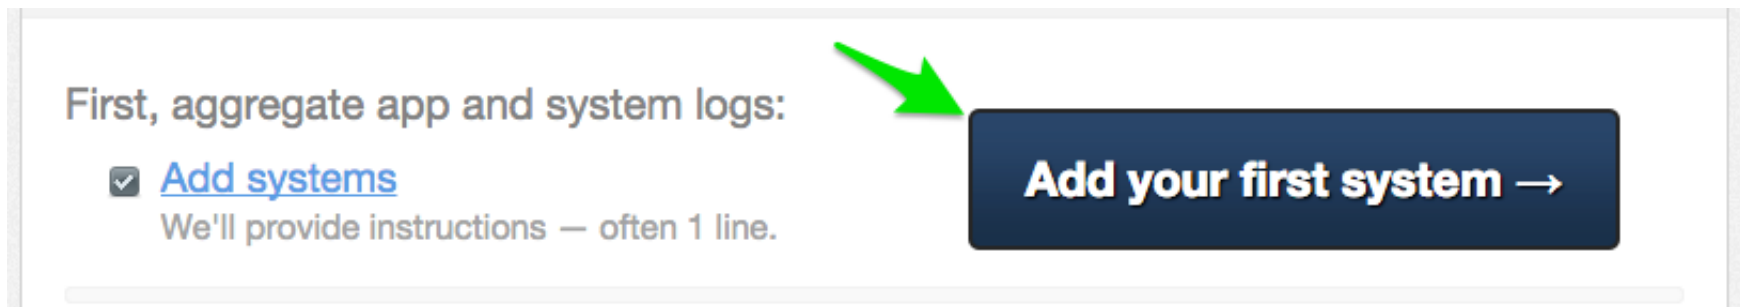 First, aggregate app and system logs:
Add systems
We'll provide instructions — often 1 line.
Add your first system →